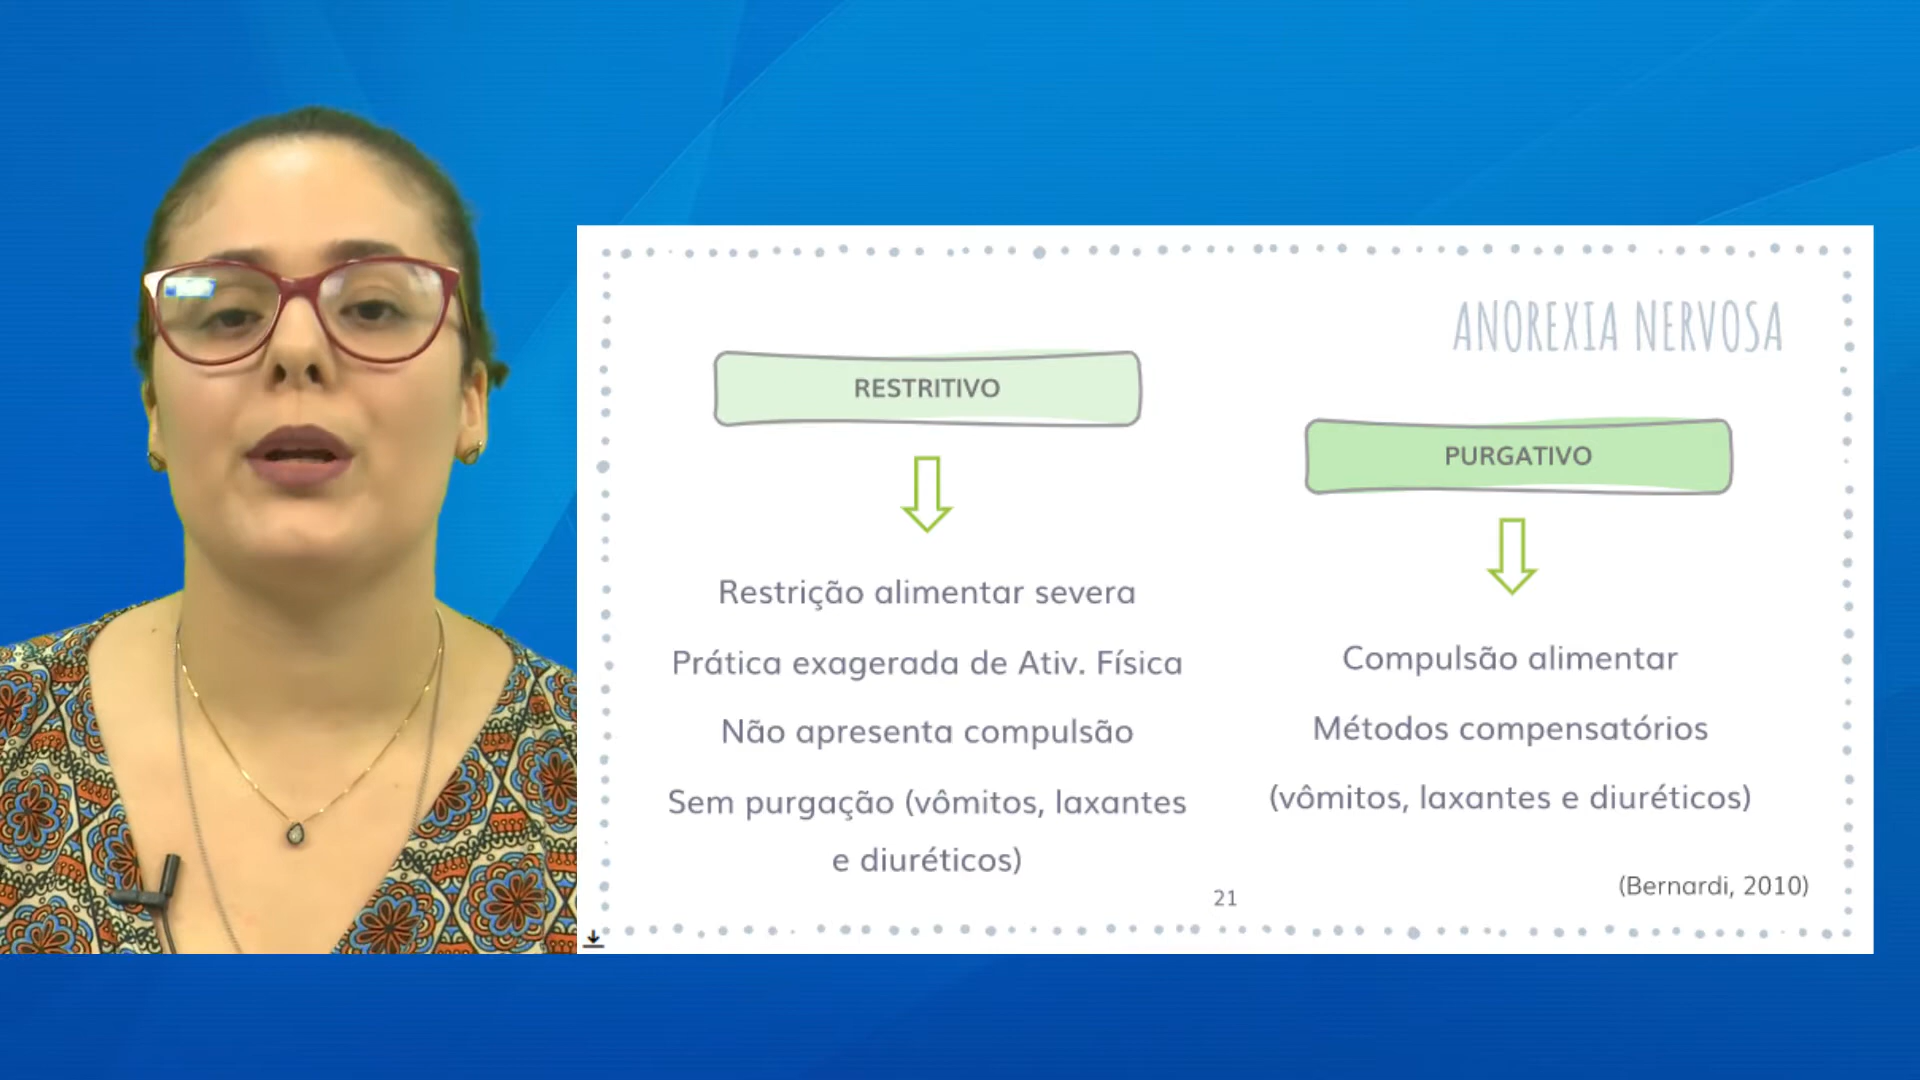 ANOREXIA NERVOSA
RESTRITIVO
Restrição alimentar severa
Prática exagerada de Ativ. Física
Não apresenta compulsão
Sem purgação (vômitos, laxantes
e diuréticos)
PURGATIVO
Compulsão alimentar
Métodos compensatórios
(vômitos, laxantes e diuréticos)
(Bernardi, 2010)
21